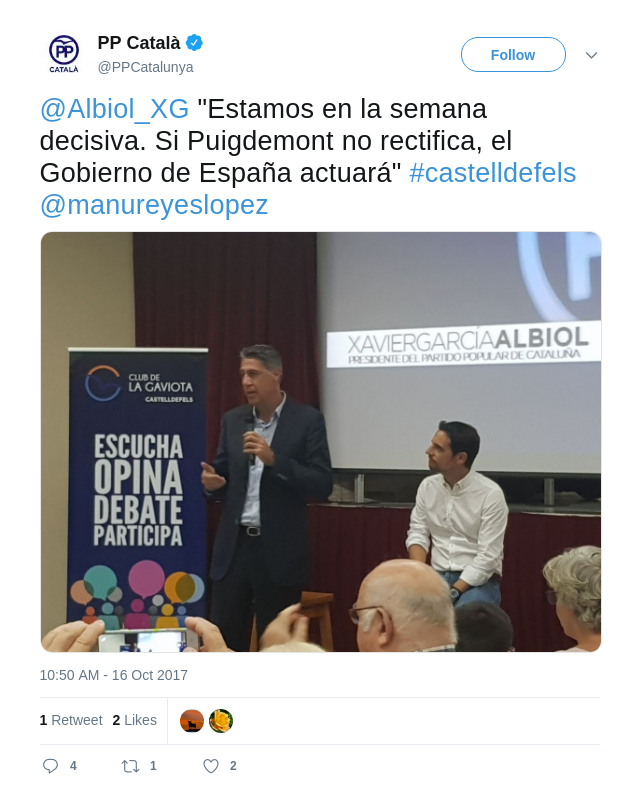 PP Català
@PPCatalunya
Follow
PP
CATALÀ
@Albiol_XG "Estamos en la semana
decisiva. Si Puigdemont no rectifica, el
Gobierno de España actuará" #castelldefels
@manureyeslopez
XAVIERGARCÍAALBIOL
PRESIDENTE DEL PARTIDO POPULAR DE CATALUÑA
CLUB DE
LA GAVIOTA
CASTELLDEFELS
ESCUCHA
OPINA
DEBATE
PARTICIPA
10:50 AM - 16 Oct 2017
1 Retweet 2 Likes
4 1 2